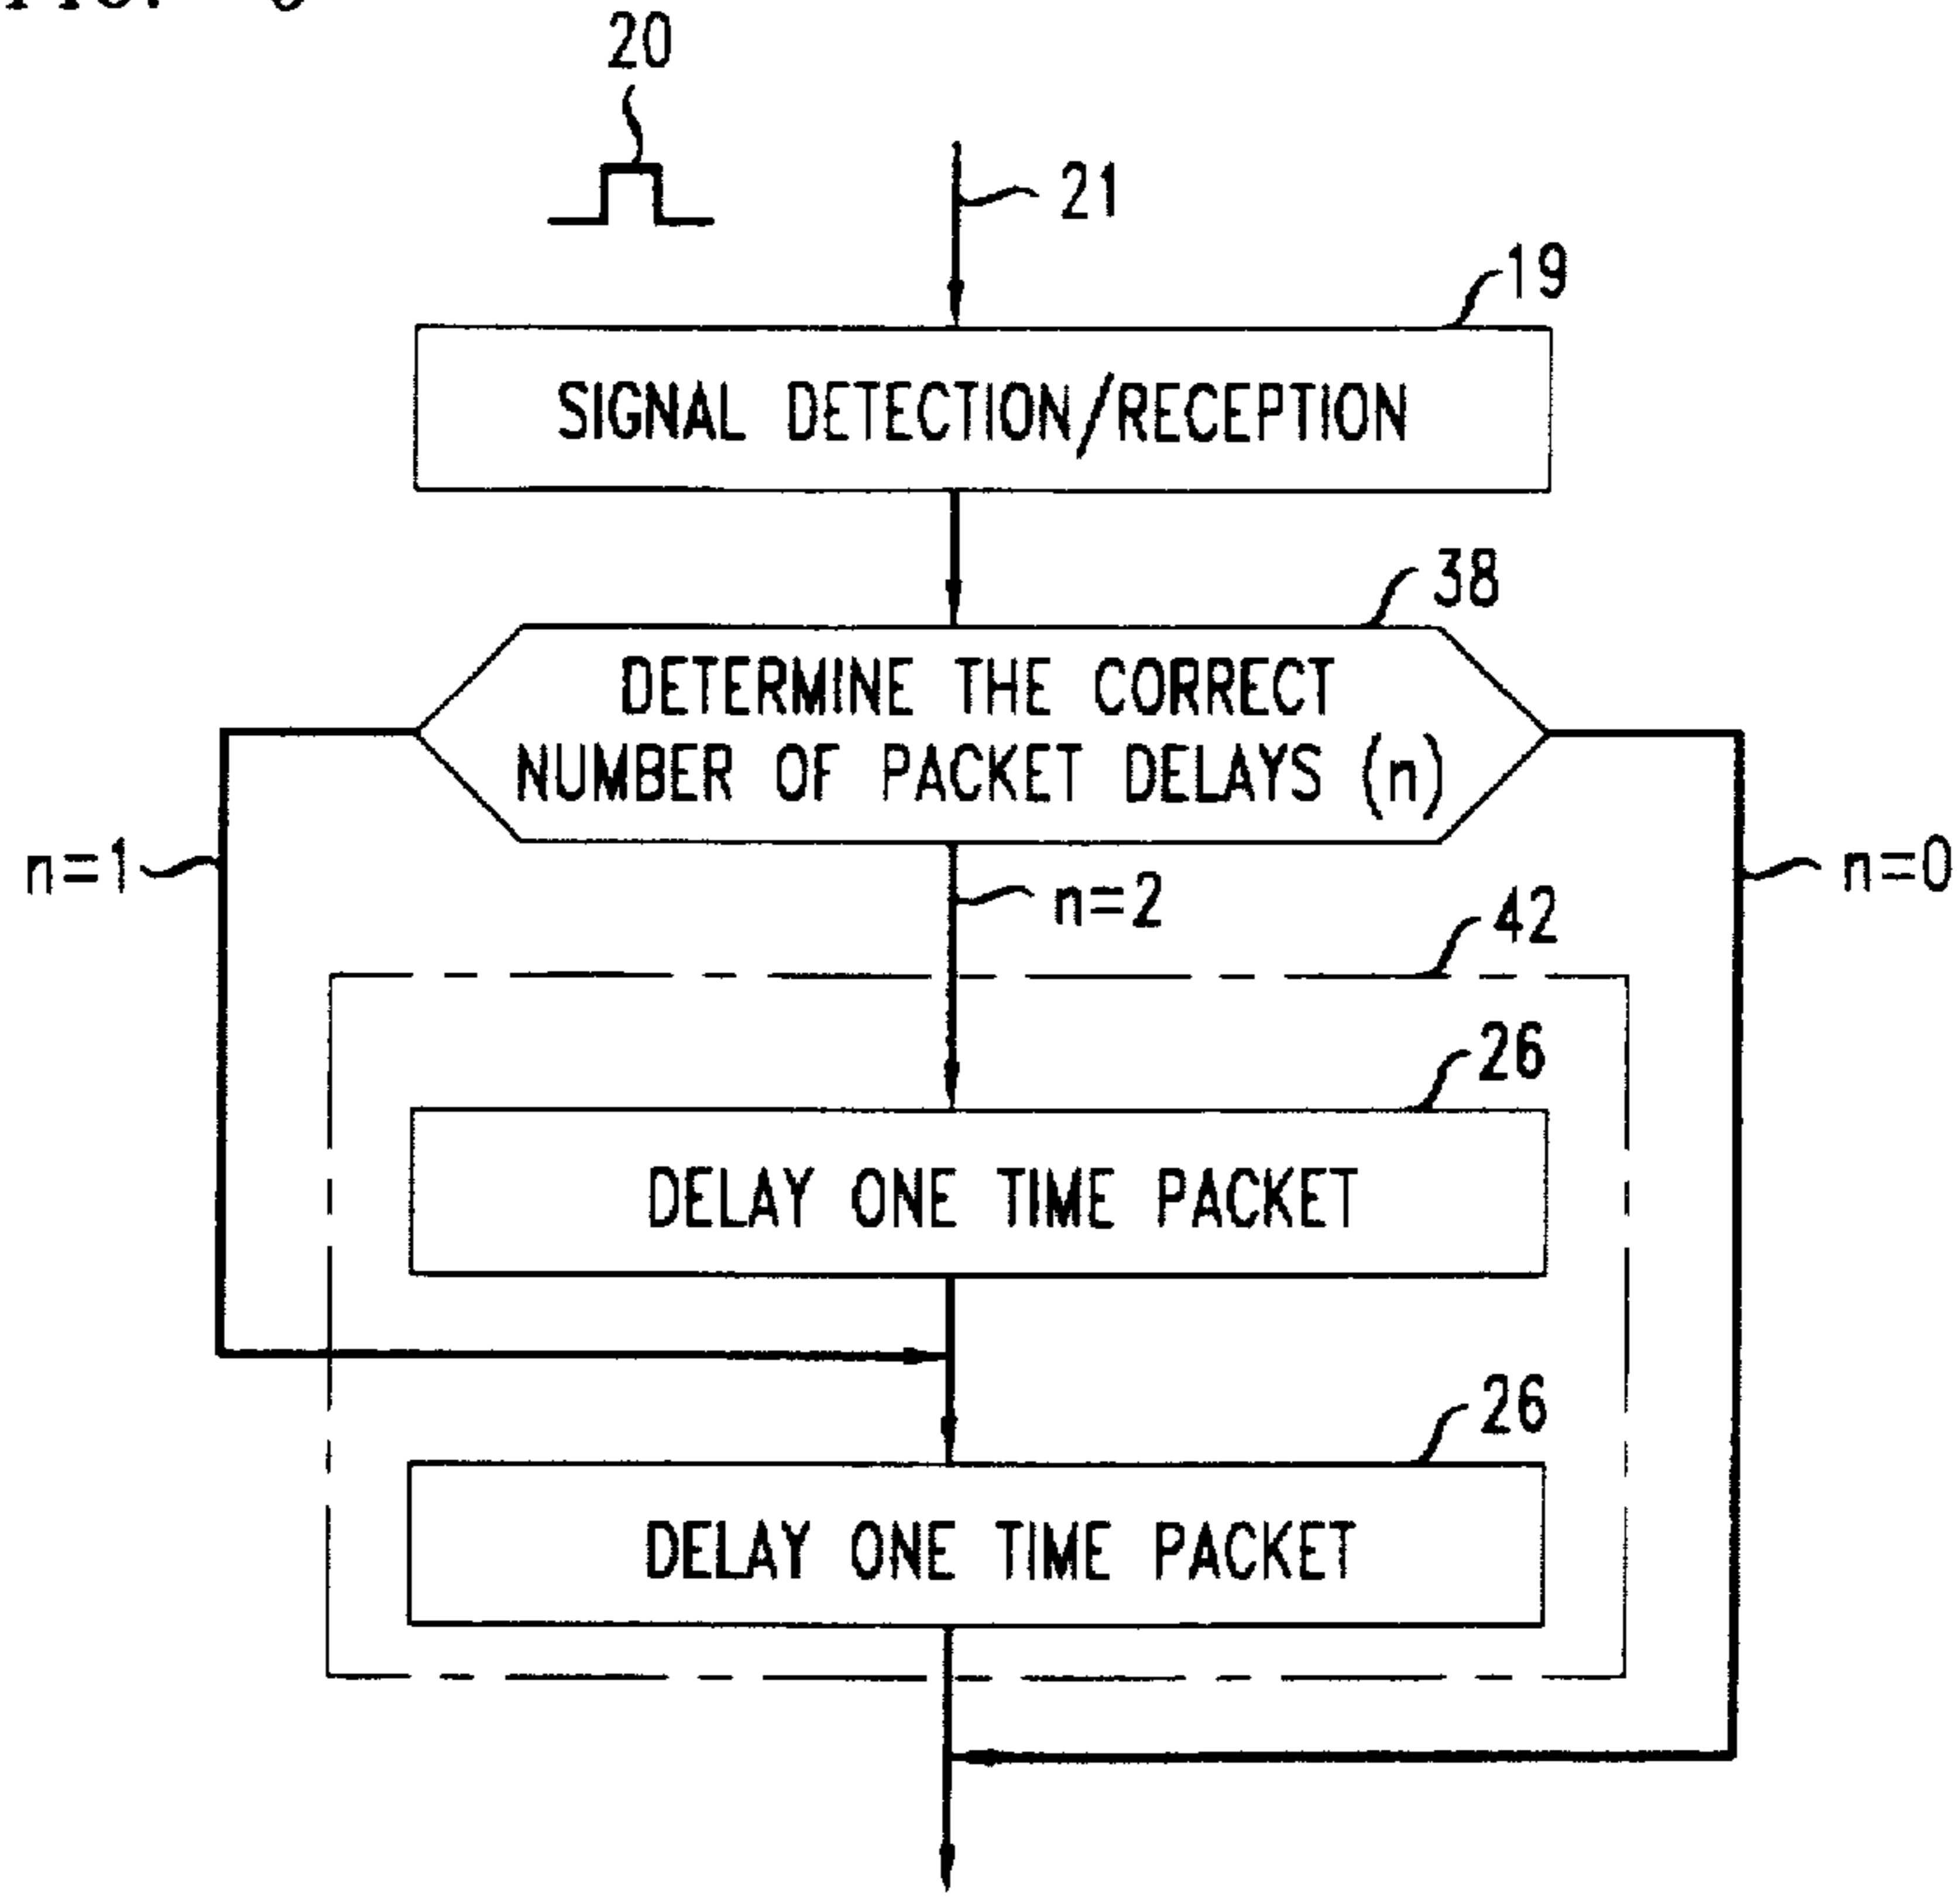 20
21
19
SIGNAL DETECTION/RECEPTION
38
DETERMINE THE CORRECT
NUMBER OF PACKET DELAYS (n)
n=1
n=2
n=0
42
26
DELAY ONE TIME PACKET
26
DELAY ONE TIME PACKET